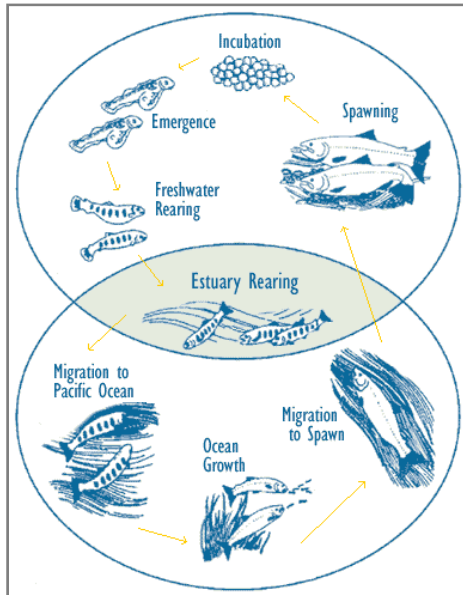 Incubation
Spawning
Emergence
Freshwater
Rearing
Estuary Rearing
Migration to
Pacific Ocean
Ocean
Growth
Migration
to Spawn